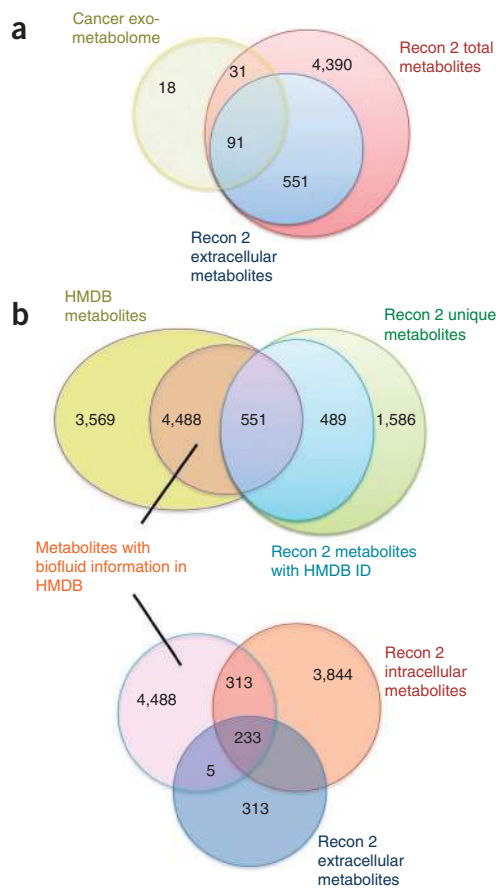 a
Cancer exo-
metabolome
Recon 2 total
metabolites
18
31
4,390
91
551
Recon 2
extracellular
metabolites
b
HMDB
metabolites
Recon 2 unique
metabolites
3,569
4,488
551
489
1,586
Metabolites with
biofluid information in
HMDB
Recon 2 metabolites
with HMDB ID
4,488
313
3,844
Recon 2
intracellular
metabolites
233
5
313
Recon 2
extracellular
metabolites